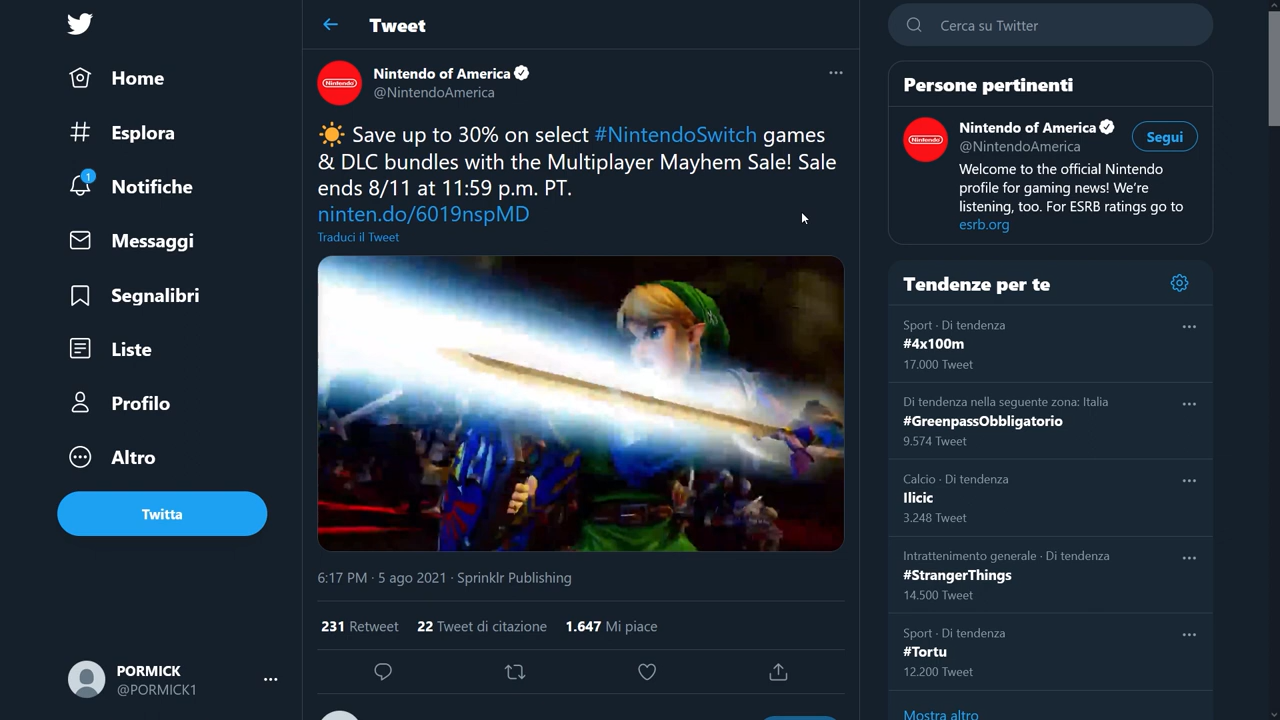 Home
Esplora
1
Notifiche
Messaggi
Segnalibri
Liste
Profilo
Altro
Twitta
PORMICK
@PORMICK1
Tweet
Nintendo
Nintendo of America
@NintendoAmerica
Save up to 30% on select #NintendoSwitch games
& DLC bundles with the Multiplayer Mayhem Sale! Sale
ends 8/11 at 11:59 p.m. PT.
ninten.do/6019nspMD
Traduci il Tweet
6:17 PM · 5 ago 2021 · Sprinklr Publishing
231 Retweet 22 Tweet di citazione 1.647 Mi piace
Cerca su Twitter
Persone pertinenti
Nintendo
Nintendo of America
@NintendoAmerica
Segui
Welcome to the official Nintendo
profile for gaming news! We’re
listening, too. For ESRB ratings go to
esrb.org
Tendenze per te
Sport · Di tendenza
#4x100m
17.000 Tweet
Di tendenza nella seguente zona: Italia
#GreenpassObbligatorio
9.574 Tweet
Calcio · Di tendenza
Ilicic
3.248 Tweet
Intrattenimento generale · Di tendenza
#StrangerThings
14.500 Tweet
Sport · Di tendenza
#Tortu
12.200 Tweet
Mostra altro